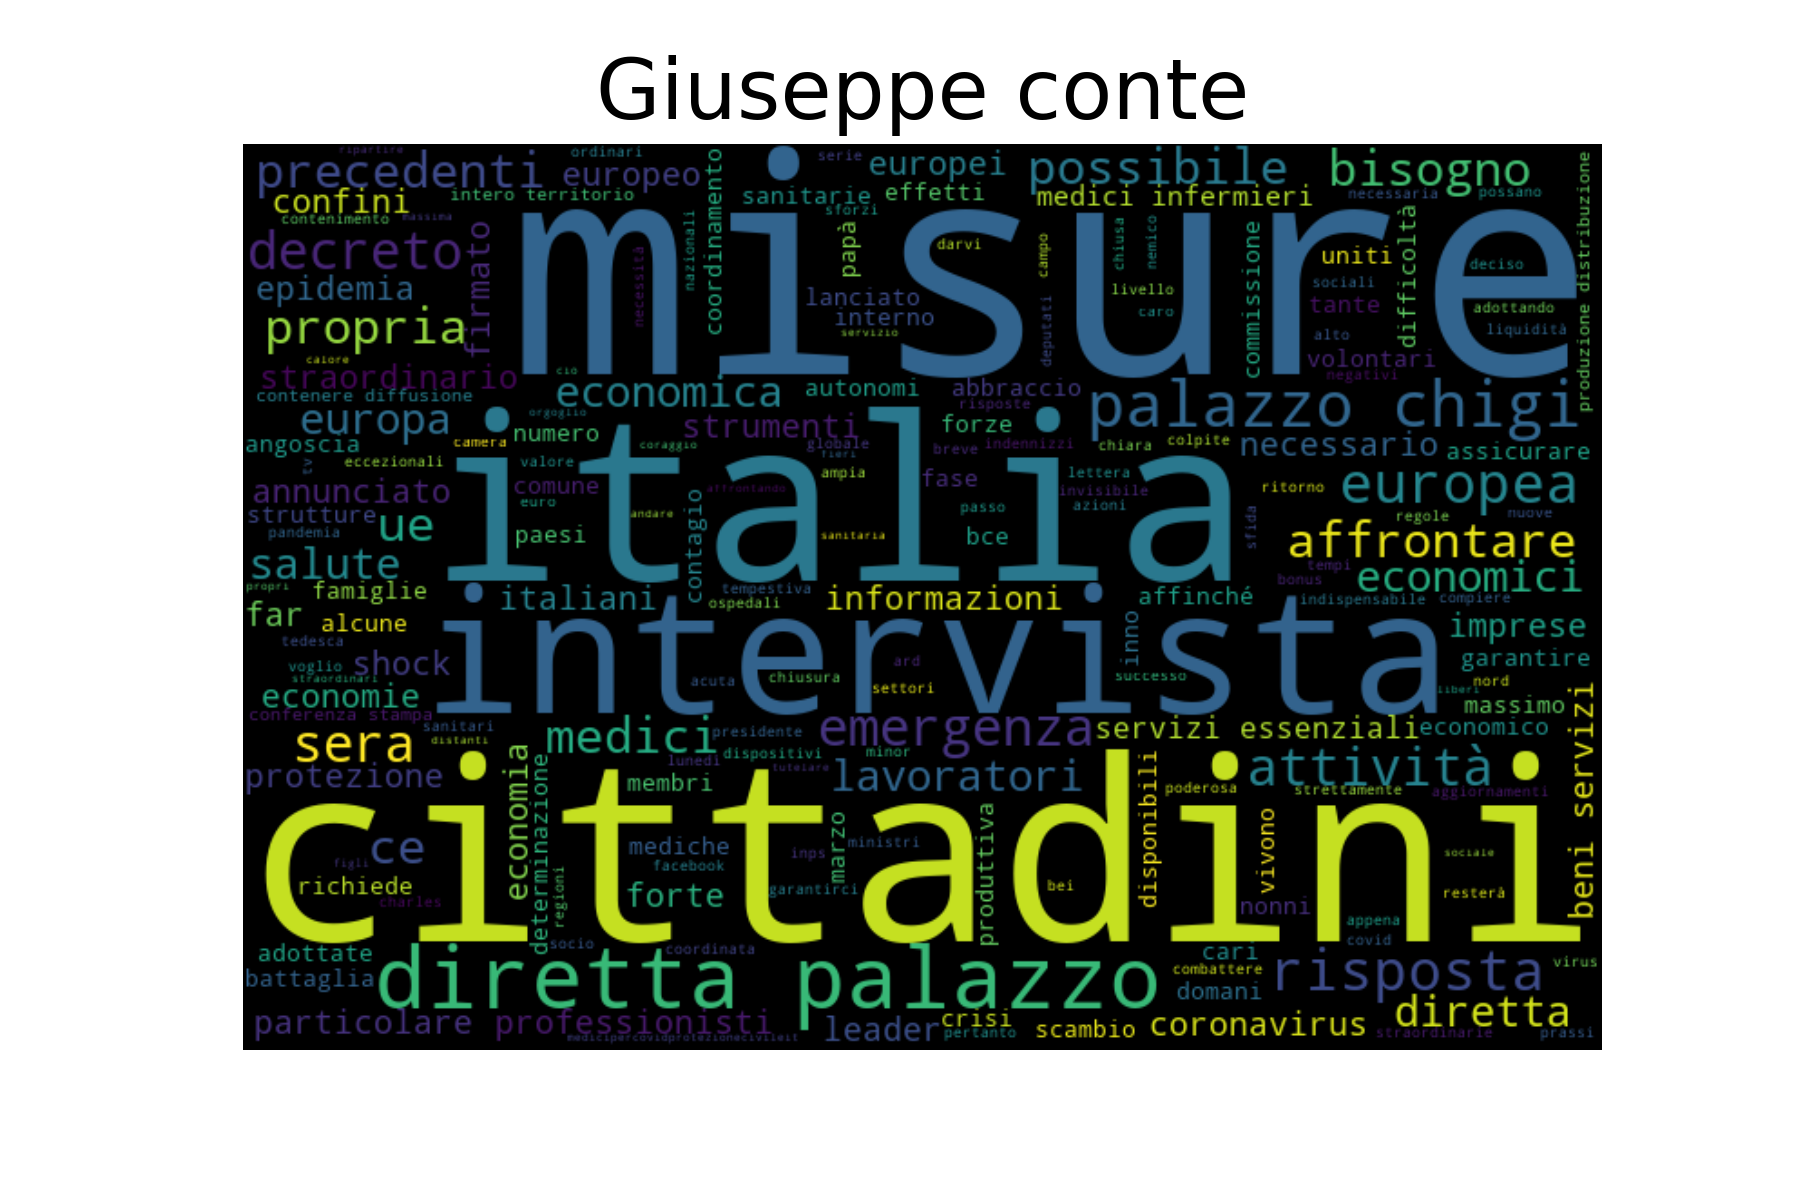 Giuseppe conte
ripartire
ordinari
serie
precedenti
europeo
europei
possibile
bisogno
confini
intero territorio
sanitarie
effetti
medici infermieri
necessaria
possano
contenimento
massima
sforzi
misure
decreto
firmato
nazionali
coordinamento
papà
darvi
campo
chiusa
nemico
commissione
uniti
difficoltà
deciso
produzione distribuzione
epidemia
necessità
lanciato
livello
sociali
tante
adottando
propria
interno
servizio
deputati
caro
alto
liquidità
calore
volontari
straordinario
cio
negativi
contenere diffusione
economica
autonomi
abbraccio
palazzo chigi
risposte
europa
orgoglio
strumenti
forze
numero
angoscia
camera
coraggio
globale
breve
indennizzi
chiara
colpite
necessario
assicurare
italia
tv
eccezionali
valore
fieri
ampia
fase
lettera
annunciato
comune
affrontando
invisibile
ritorno
europea
strutture
euro
andare
contagio
passo
azioni
sfida
regole
nuove
pandemia
ue
paesi
sanitaria
bce
affrontare
salute
tempi
bonus
economici
propri
famiglie
italiani
tempestiva
ospedali
informazioni
affinché
indispensabile
compiere
far
alcune
intervista
inno
imprese
tedesca
shock
voglio
straordinari
acuta
chiusura
ard
settori
successo
garantire
nord
liberi
economie
massimo
conferenza stampa
sanitari
distanti
medici
presidente
emergenza
servizi essenziali
economico
sera
dispositivi
minor
protezione
economia
determinazione
lunedì
tutelare
membri
lavoratori
disponibili
poderosa
attività
strettamente
aggiornamenti
beni servizi
cittadini
ce
figli
mediche
facebook
inps
marzo
ministri
produttiva
vivono
sociale
richiede
charles
regioni
forte
garantirci
bei
nonni
resterà
appena
adottate
socio
coordinata
cari
covid
battaglia
diretta palazzo
combattere
domani
risposta
virus
particolare
professionisti
medicipercovidprotezionecivileit
leader
crisi
pertanto
scambio
coronavirus
diretta
straordinarie
prassi